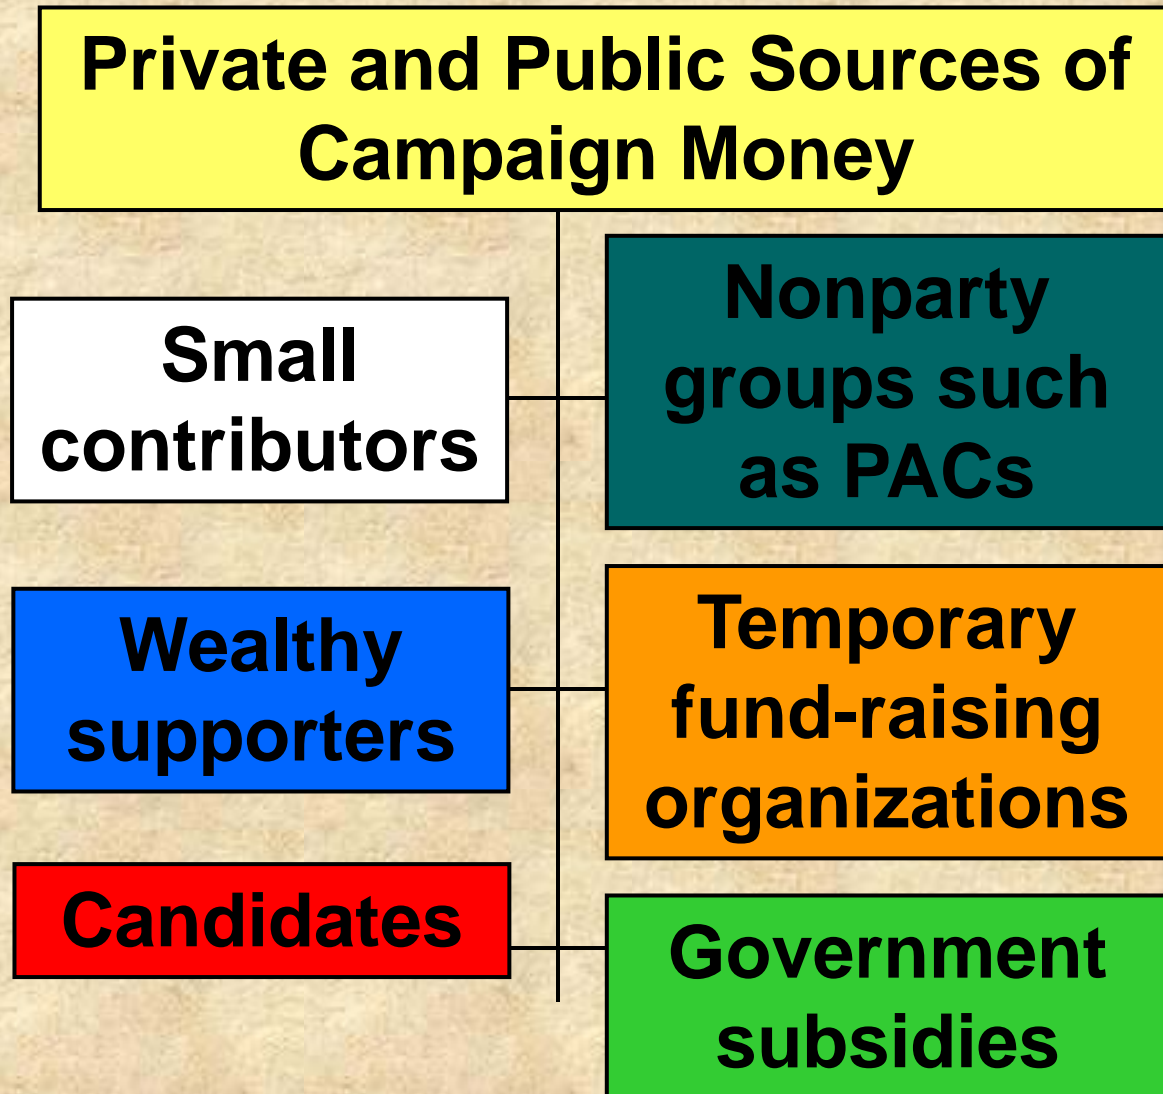 Private and Public Sources of
Campaign Money
Small
contributors
Nonparty
groups such
as PACs
Wealthy
supporters
Temporary
fund-raising
organizations
Candidates
Government
subsidies